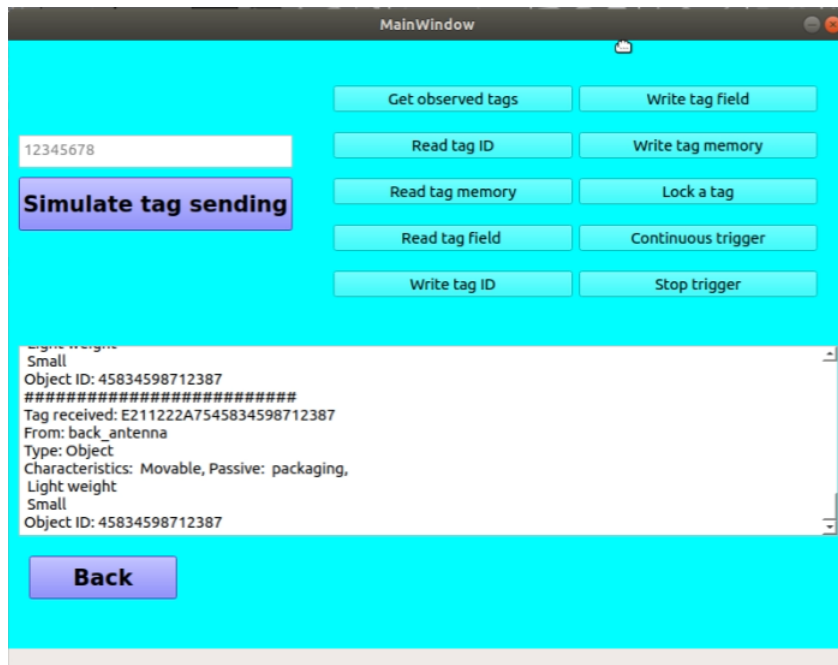 MainWindow
Get observed tags
Write tag field
12345678
Read tag ID
Write tag memory
Simulate tag sending
Read tag memory
Lock a tag
Read tag field
Continuous trigger
Write tag ID
Stop trigger
Light weight
Small
Object ID: 45834598712387
##########################
Tag received: E211222A7545834598712387
From: back_antenna
Type: Object
Characteristics:  Movable, Passive:  packaging,
Light weight
Small
Object ID: 45834598712387
Back